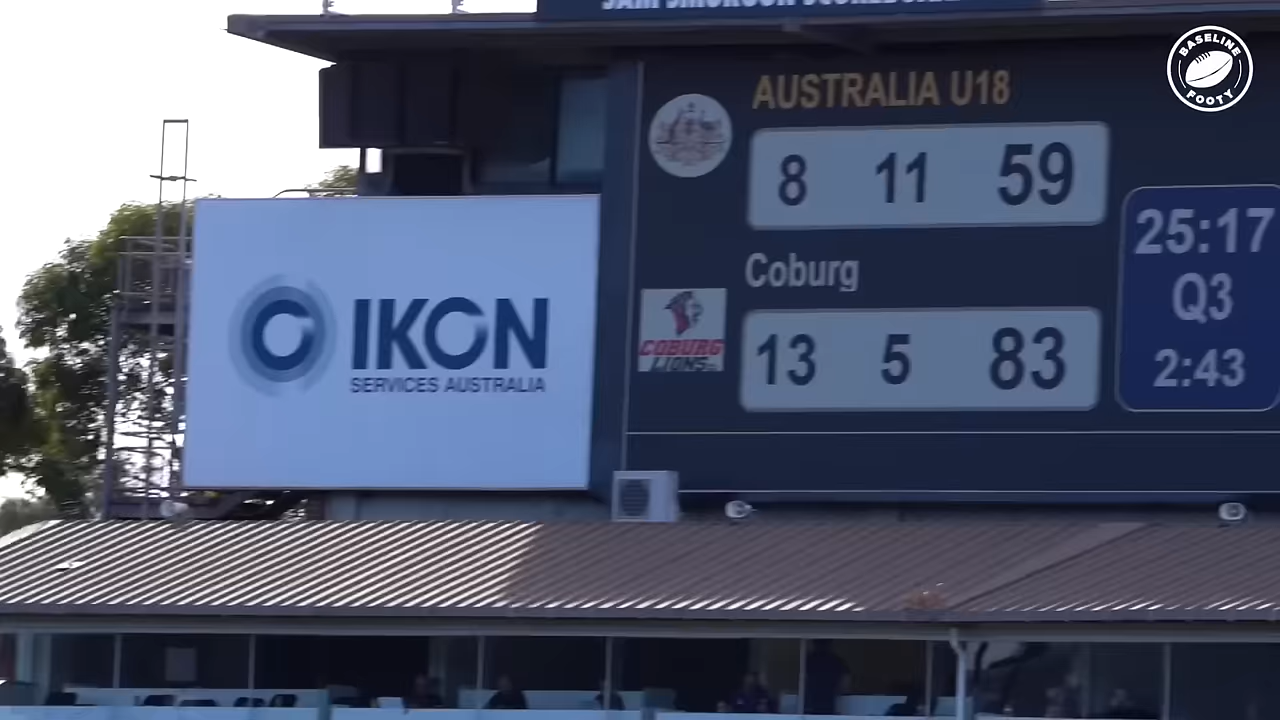 BASELINE
FOOTY
AUSTRALIA U18
8 11 59
Coburg
13 5 83
COBURG
LIONS
25:17
Q3
2:43
IKON
SERVICES AUSTRALIA